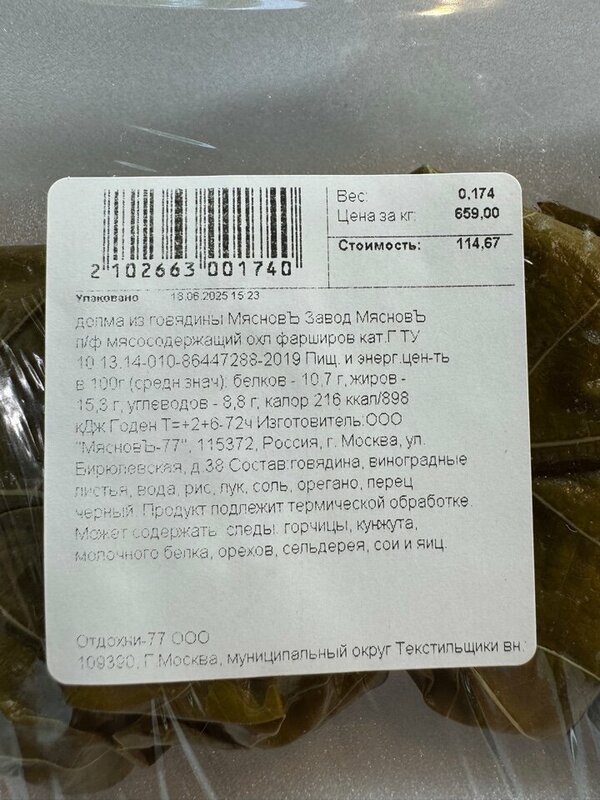 Вес: 0,174
Цена за кг: 659,00
Стоимость: 114,67
2 102663 001740
Упаковано 18.06.2025 15:23
долма из говядины МясновЪ Завод МясновЪ
п/ф мясосодержащий охл фарширов кат.Г ТУ
10.13.14-010-86447288-2019 Пищ. и энерг.цен-ть
в 100г (средн знач): белков - 10,7 г, жиров -
15,3 г, углеводов - 8,8 г, калор 216 ккал/898
кДж Годен Т=+2+6-72ч Изготовитель:ООО
"МясновЪ-77", 115372, Россия, г. Москва, ул.
Бирюлевская, д 38 Состав:говядина, виноградные
листья, вода, рис, лук, соль, орегано, перец
черный. Продукт подлежит термической обработке.
Может содержать следы: горчицы, кунжута,
молочного белка, орехов, сельдерея, сои и яиц.
Отдохни-77 ООО
109390, Г.Москва, муниципальный округ Текстильщики вн.